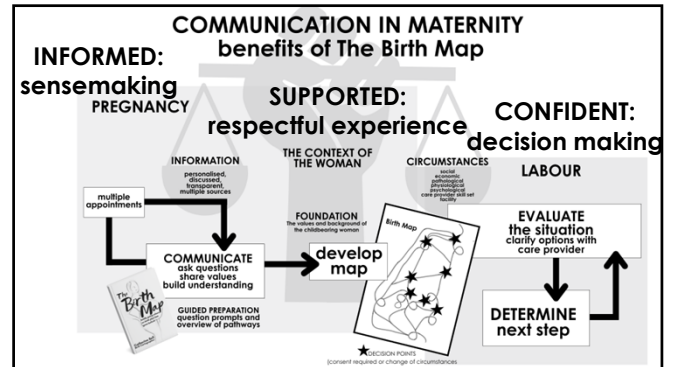 COMMUNICATION IN MATERNITY
benefits of The Birth Map
INFORMED:
sensemaking
PREGNANCY
SUPPORTED:
respectful experience
CONFIDENT:
decision making
INFORMATION
personalised,
discussed,
transparent,
multiple sources
THE CONTEXT OF
THE WOMAN
CIRCUMSTANCES
social
economic
pathological
physiological
psychological
care provider skill set
facility
LABOUR
multiple
appointments
FOUNDATION
The values and background of
the childbearing woman
COMMUNICATE
ask questions
share values
build understanding
develop
map
Birth Map
EVALUATE
the situation
clarify options with
care provider
DETERMINE
next step
The
Birth
Map
GUIDED PREPARATION
question prompts and
overview of pathways
DECISION POINTS
(consent required or change of circumstances